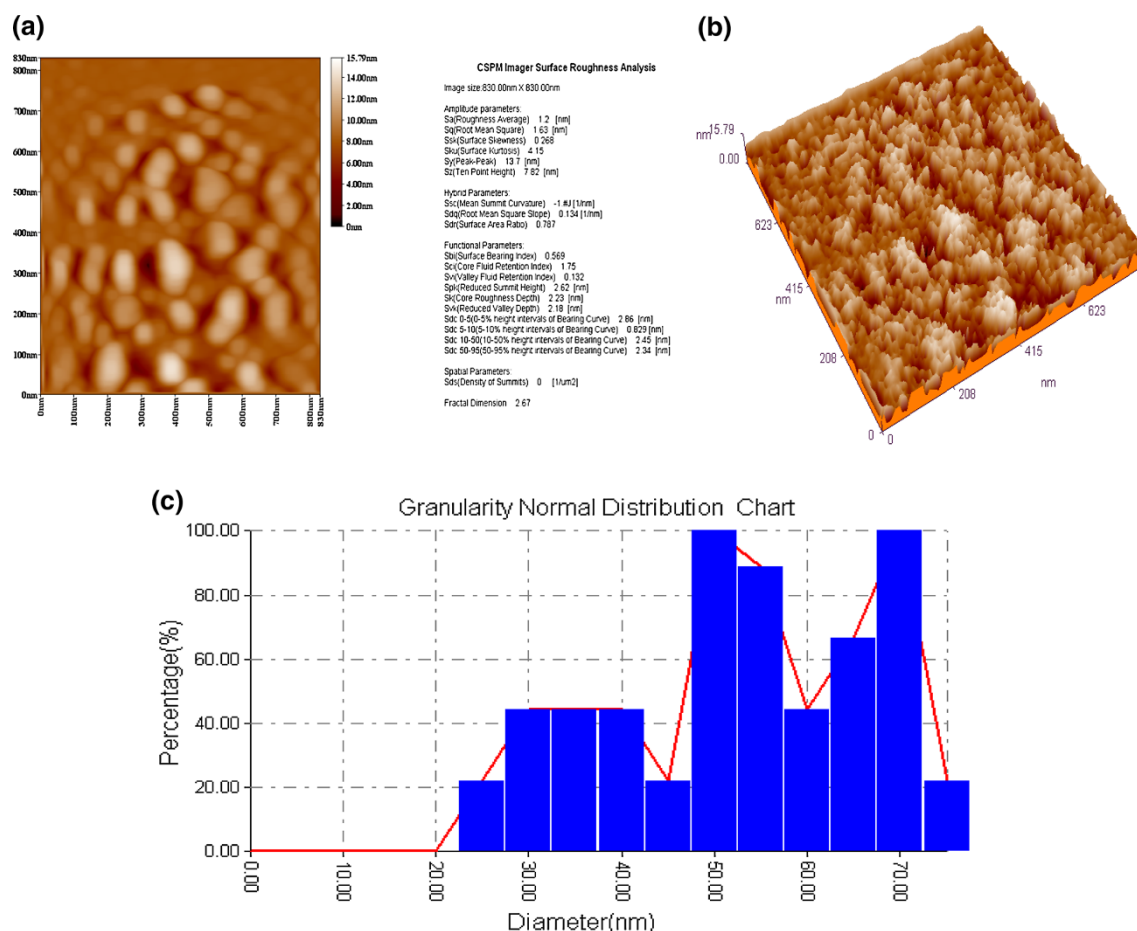 (a)
830nm
800nm
700nm
600nm
500nm
400nm
300nm
200nm
100nm
0nm
0nm
100nm
200nm
300nm
400nm
500nm
600nm
700nm
800nm
830nm
15.79nm
14.00nm
12.00nm
10.00nm
8.00nm
6.00nm
4.00nm
2.00nm
0nm
CSPM Imager Surface Roughness Analysis
Image size:830.00nm X 830.00nm
Amplitude parameters:
Sa(Roughness Average) 1.2 [nm]
Sq(Root Mean Square) 1.63 [nm]
Ssk(Surface Skewness) 0.268
Sku(Surface Kurtosis) 4.15
Sy(Peak-Peak) 13.7 [nm]
Sz(Ten Point Height) 7.82 [nm]
Hybrid Parameters:
Ssc(Mean Summit Curvature) -1.#J [1/nm]
Sdq(Root Mean Square Slope) 0.134 [1/nm]
Sdr(Surface Area Ratio) 0.787
Functional Parameters:
Sbi(Surface Bearing Index) 0.569
Sci(Core Fluid Retention Index) 1.75
Svi(Valley Fluid Retention Index) 0.132
Spk(Reduced Summit Height) 2.62 [nm]
Sk(Core Roughness Depth) 2.23 [nm]
Svk(Reduced Valley Depth) 2.18 [nm]
Sdc 0-5(0-5% height intervals of Bearing Curve) 2.86 [nm]
Sdc 5-10(5-10% height intervals of Bearing Curve) 0.829 [nm]
Sdc 10-50(10-50% height intervals of Bearing Curve) 2.45 [nm]
Sdc 50-95(50-95% height intervals of Bearing Curve) 2.34 [nm]
Spatial Parameters:
Sds(Density of Summits) 0 [1/um2]
Fractal Dimension 2.67
(b)
nm
15.79
0.00
623
415
nm
208
0
0
208
415
nm
623
(c)
Granularity Normal Distribution Chart
Percentage(%)
100.00
80.00
60.00
40.00
20.00
0.00
0.00
10.00
20.00
30.00
40.00
50.00
60.00
70.00
Diameter(nm)